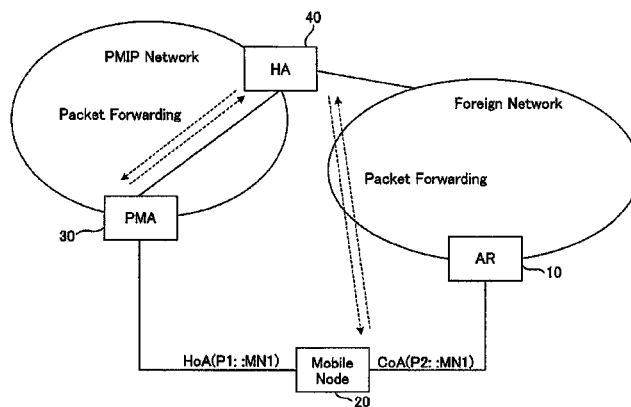 40
PMIP Network
HA
Packet Forwarding
Foreign Network
Packet Forwarding
PMA
30
AR
10
HoA(P1: :MN1)
Mobile
Node
CoA(P2: :MN1)
20